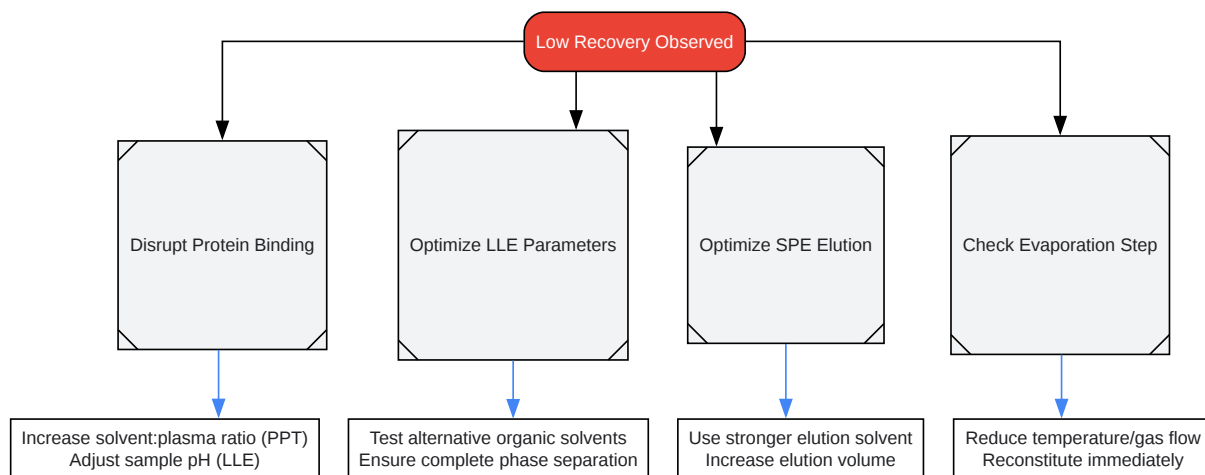 Low Recovery Observed
Disrupt Protein Binding
Optimize LLE Parameters
Optimize SPE Elution
Check Evaporation Step
Increase solvent:plasma ratio (PPT)
Adjust sample pH (LLE)
Test alternative organic solvents
Ensure complete phase separation
Use stronger elution solvent
Increase elution volume
Reduce temperature/gas flow
Reconstitute immediately